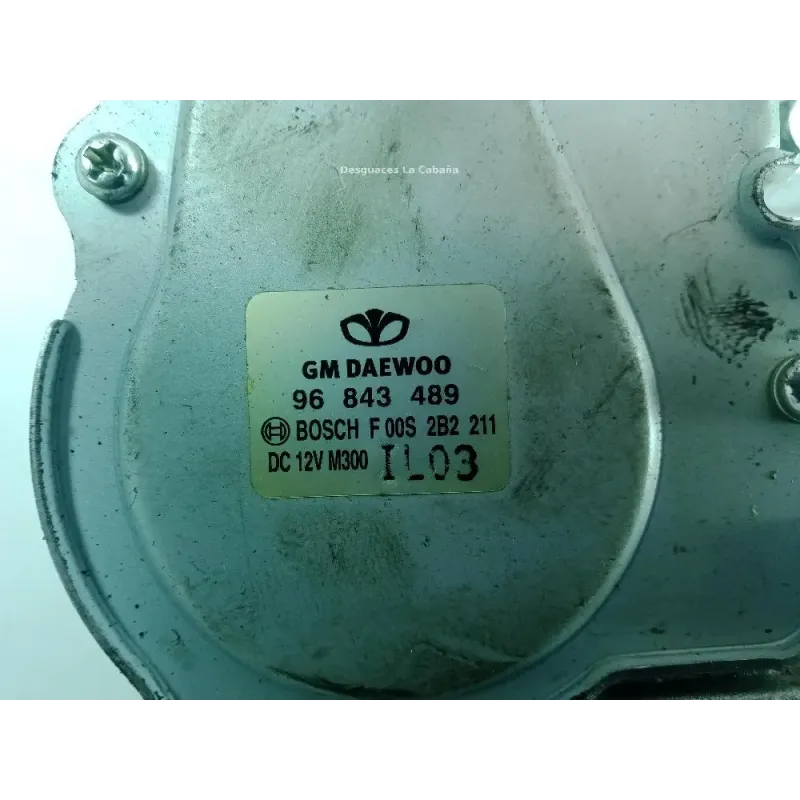 Desguaces La Cabaña
GM DAEWOO
96 843 489
BOSCH F 00S 2B2 211
DC 12V M300 IL03